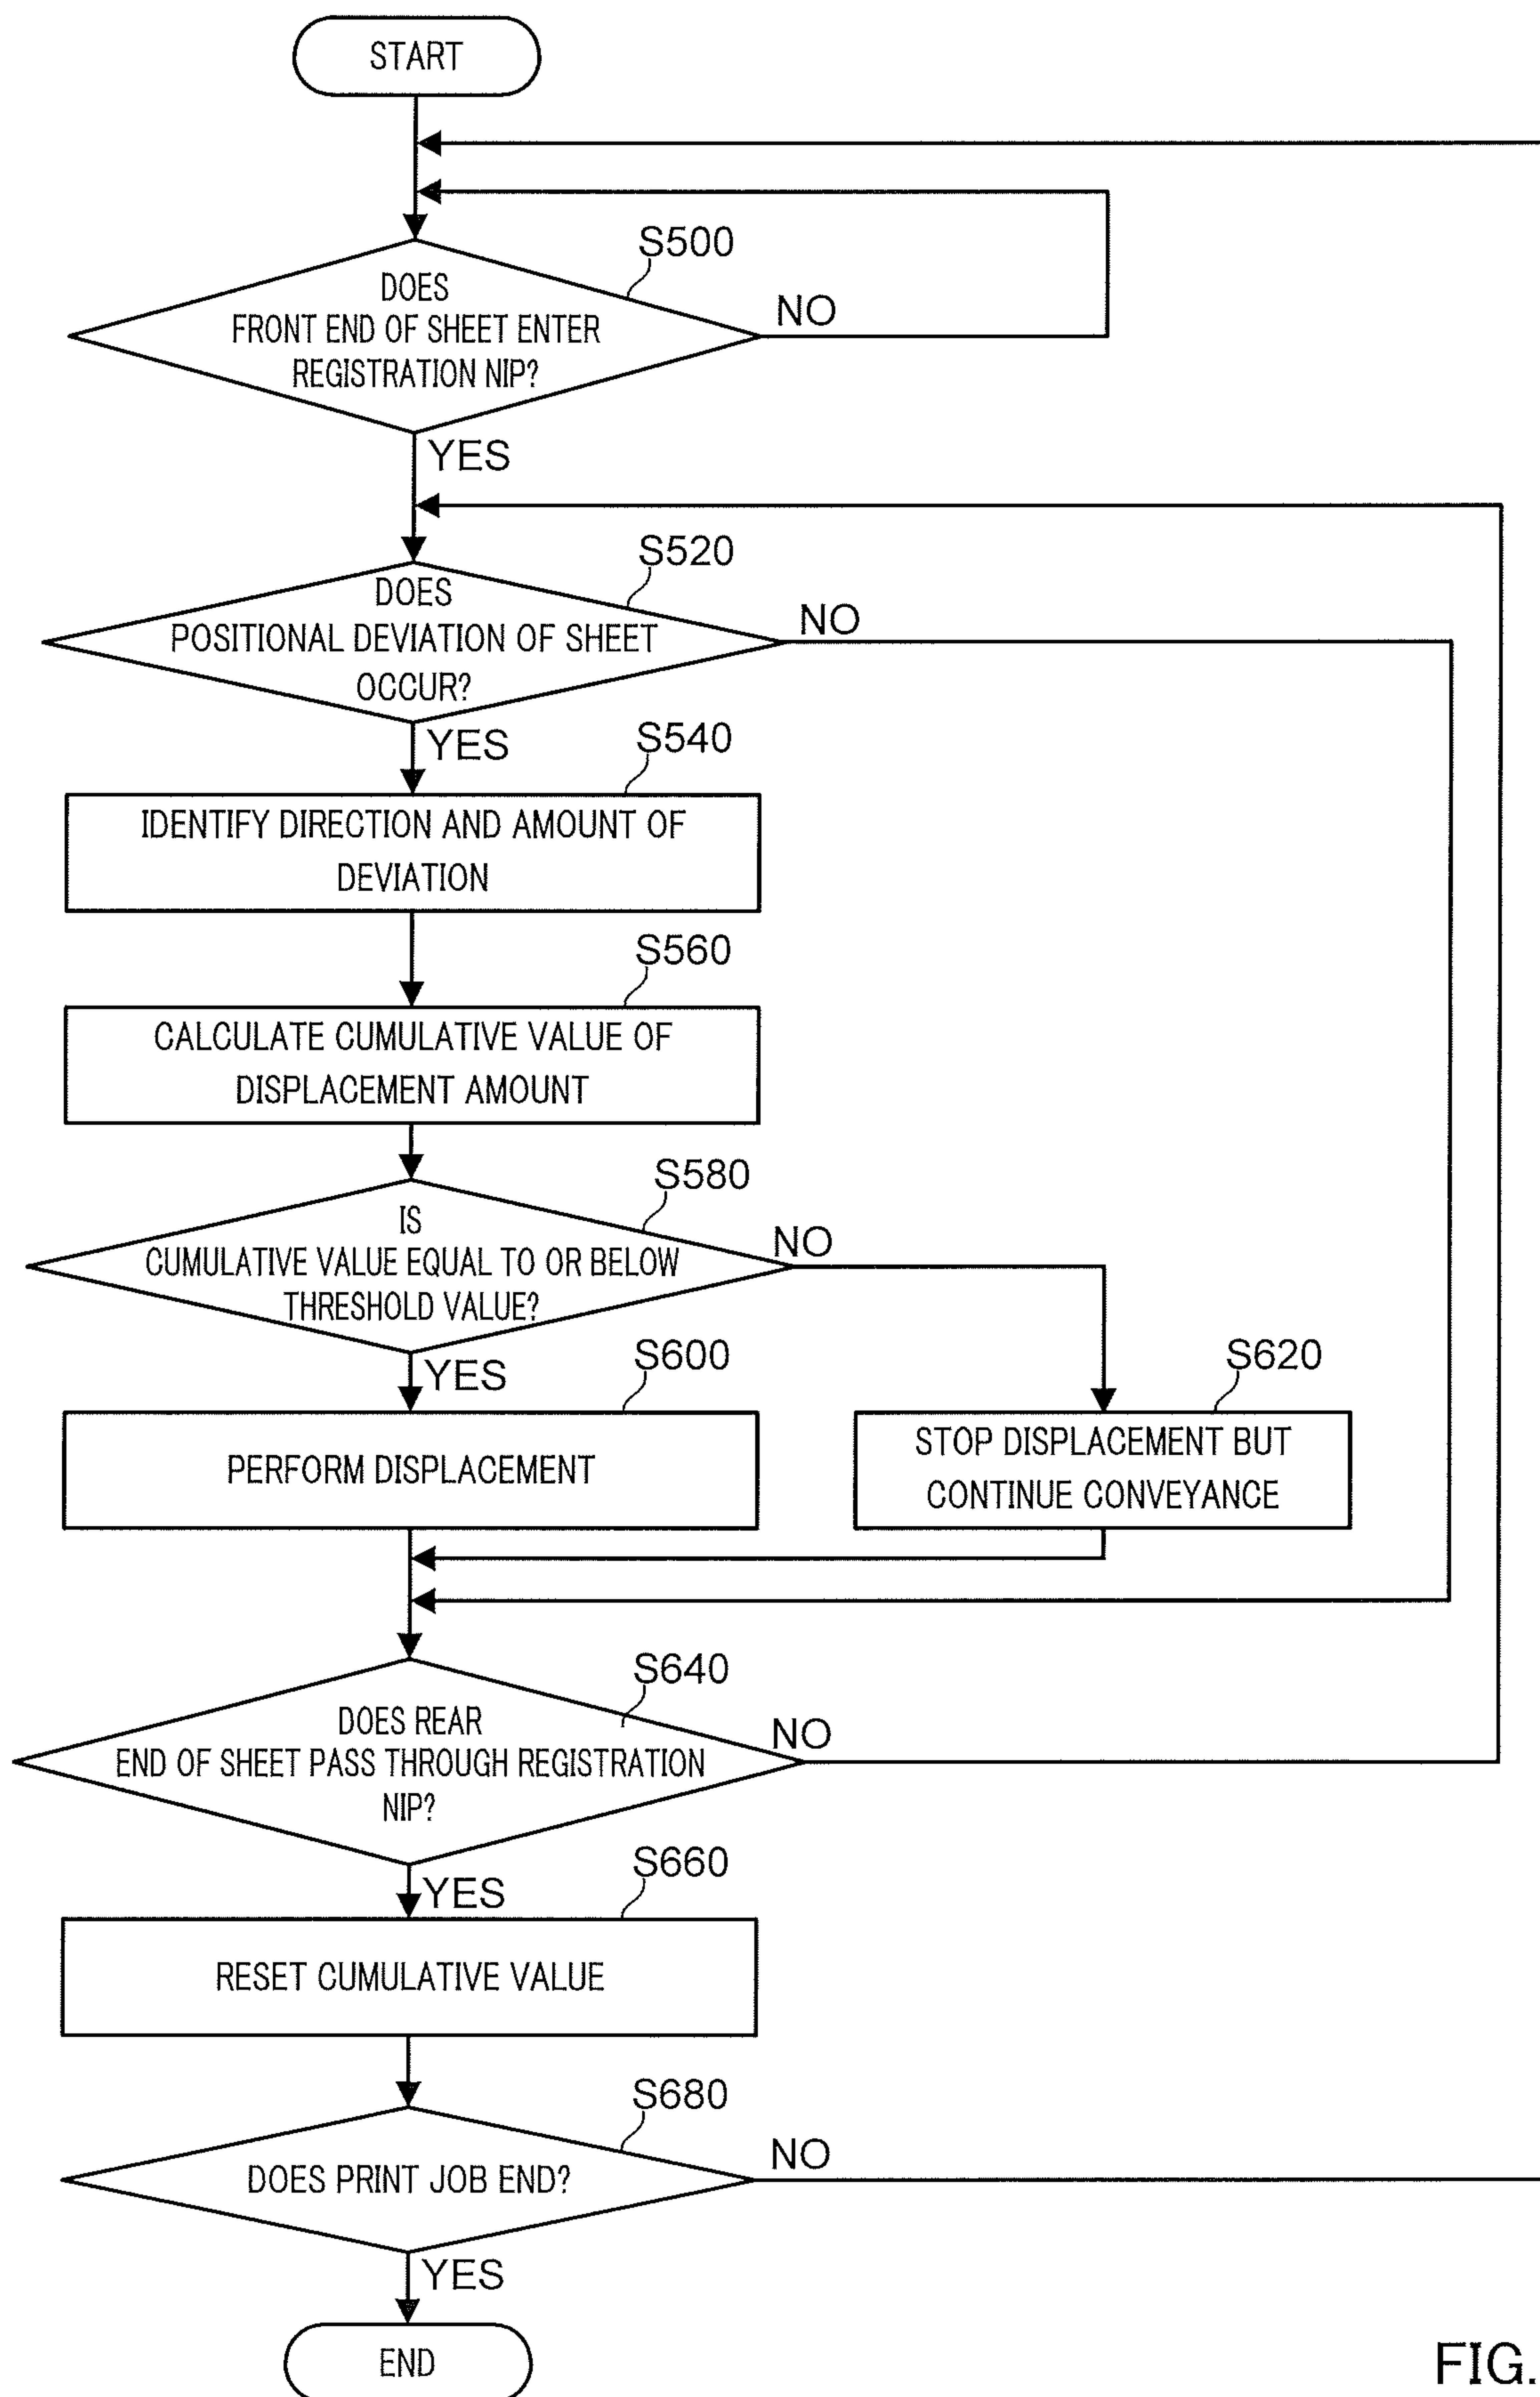 START
S500
DOES
FRONT END OF SHEET ENTER
REGISTRATION NIP?
NO
YES
S520
DOES
POSITIONAL DEVIATION OF SHEET
OCCUR?
NO
YES
S540
IDENTIFY DIRECTION AND AMOUNT OF
DEVIATION
S560
CALCULATE CUMULATIVE VALUE OF
DISPLACEMENT AMOUNT
S580
IS
CUMULATIVE VALUE EQUAL TO OR BELOW
THRESHOLD VALUE?
NO
YES
S600
PERFORM DISPLACEMENT
S620
STOP DISPLACEMENT BUT
CONTINUE CONVEYANCE
S640
DOES REAR
END OF SHEET PASS THROUGH REGISTRATION
NIP?
NO
YES
S660
RESET CUMULATIVE VALUE
S680
DOES PRINT JOB END?
NO
YES
END
FIG.